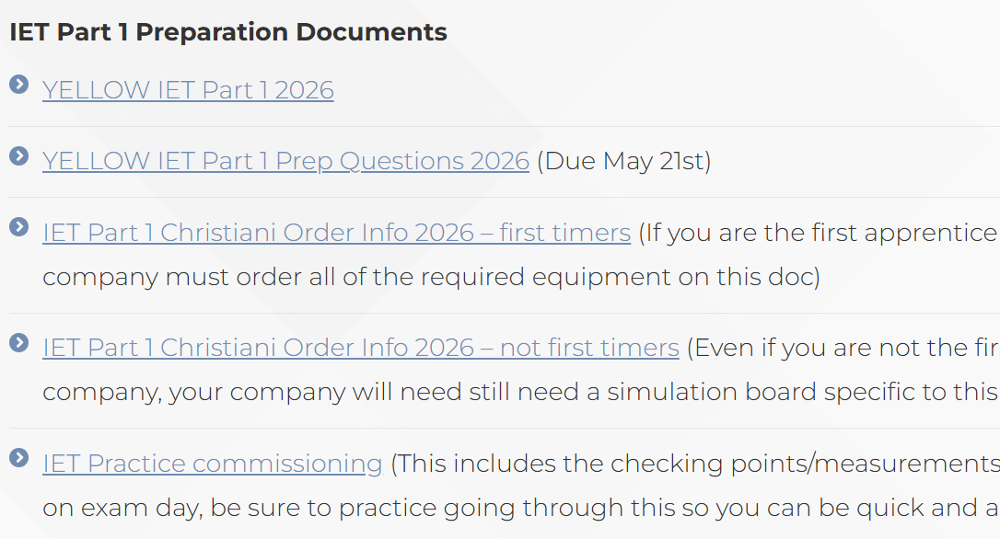 IET Part 1 Preparation Documents
YELLOW IET Part 1 2026
YELLOW IET Part 1 Prep Questions 2026 (Due May 21st)
IET Part 1 Christiani Order Info 2026 – first timers (If you are the first apprentice
company must order all of the required equipment on this doc)
IET Part 1 Christiani Order Info 2026 – not first timers (Even if you are not the fir
company, your company will need still need a simulation board specific to this
IET Practice commissioning (This includes the checking points/measurements
on exam day, be sure to practice going through this so you can be quick and a